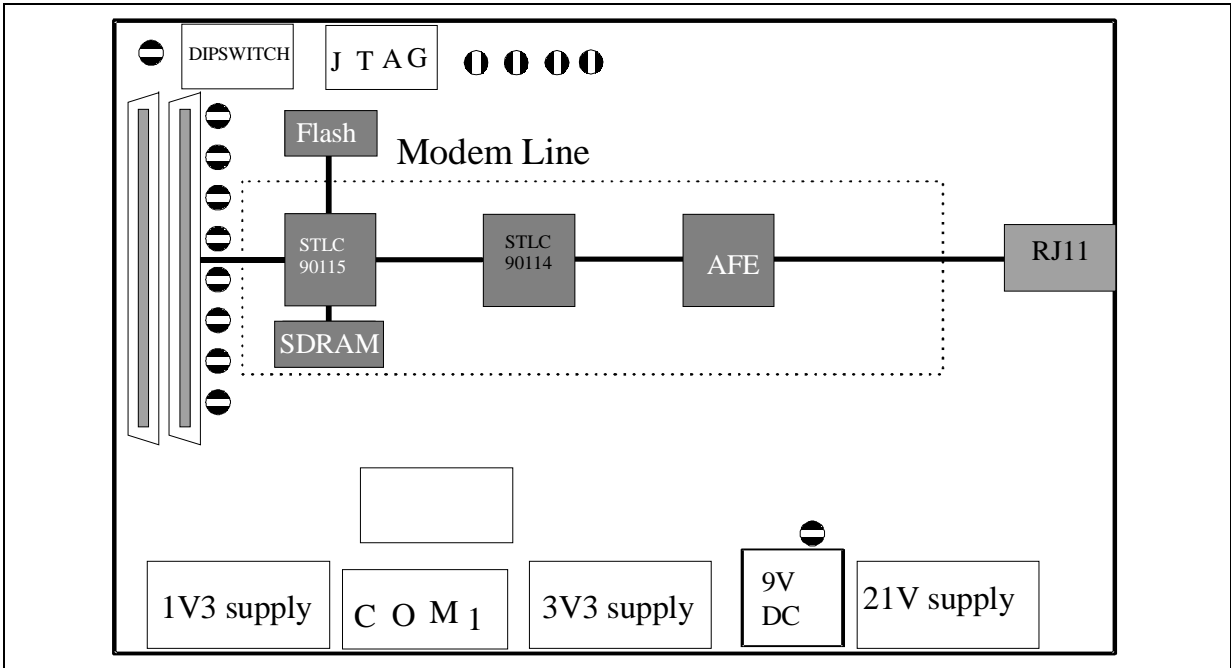 DIPSWITCH
J T A G
Flash
Modem Line
STLC
90115
STLC
90114
AFE
RJ11
SDRAM
1V3 supply
C O M 1
3V3 supply
9V
DC
21V supply